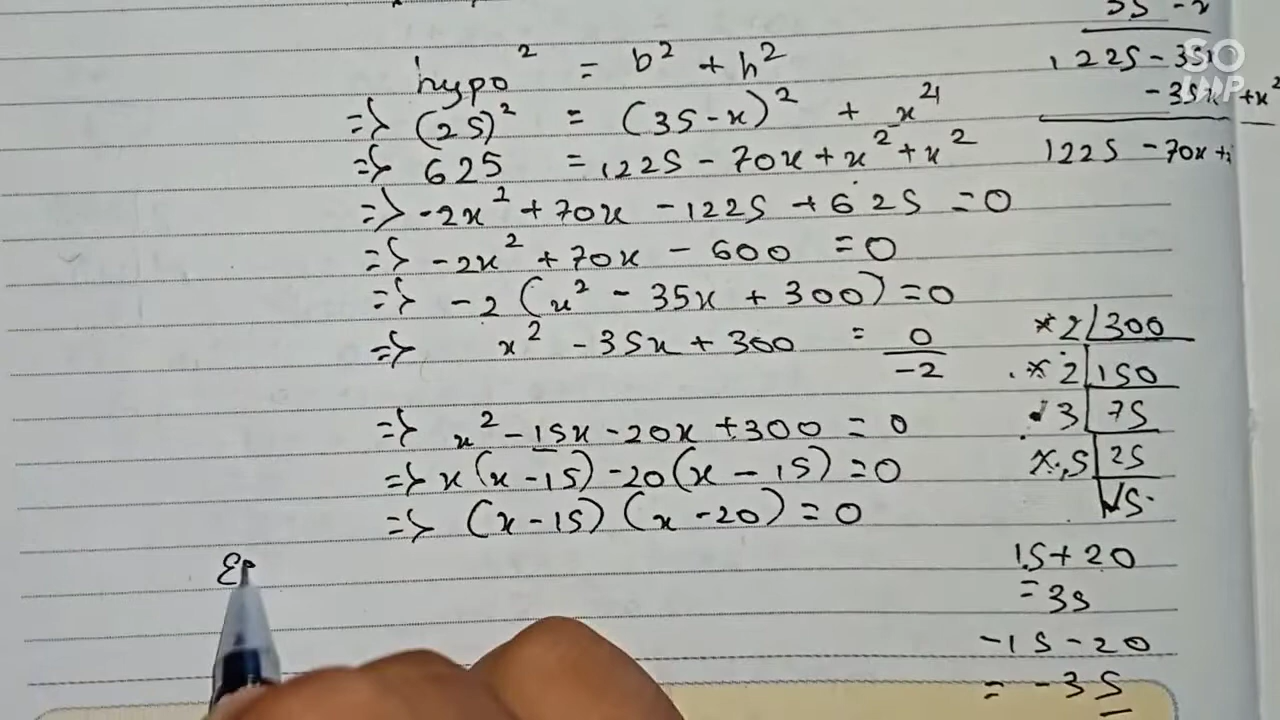 35 - x
hypo² = b² + h²
1225 - 35x
=> (25)² = (35-x)² + x²
- 35x + x²
=> 625 = 1225 - 70x + x² + x²
1225 - 70x +
=> -2x² + 70x - 1225 + 625 = 0
=> -2x² + 70x - 600 = 0
=> -2 (x² - 35x + 300) = 0
=> x² - 35x + 300 = 0/-2
2 | 300
2 | 150
3 | 75
5 | 25
5
=> x² - 15x - 20x + 300 = 0
=> x(x - 15) - 20(x - 15) = 0
=> (x - 15) (x - 20) = 0
15 + 20
= 35
-15 - 20
= -35